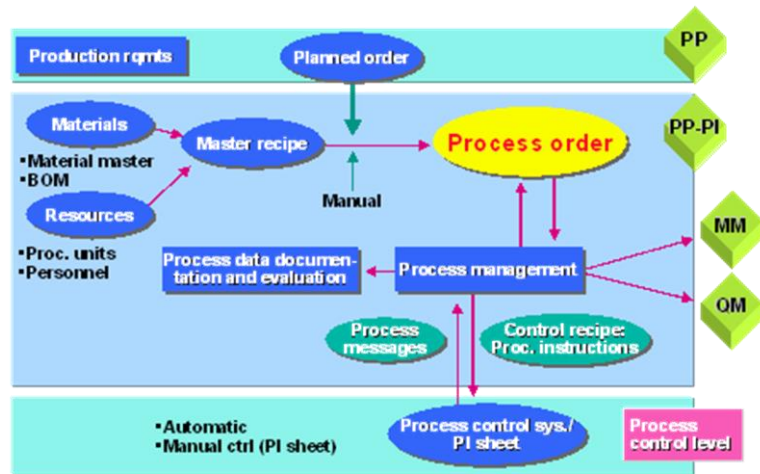 Production rqmts
Planned order
PP
Materials
▪Material master
▪BOM
Master recipe
Process order
PP-PI
Manual
Resources
▪Proc. units
▪Personnel
Process data documen-
tation and evaluation
Process management
MM
QM
Process
messages
Control recipe:
Proc. instructions
▪Automatic
▪Manual ctrl (PI sheet)
Process control sys./
PI sheet
Process
control level